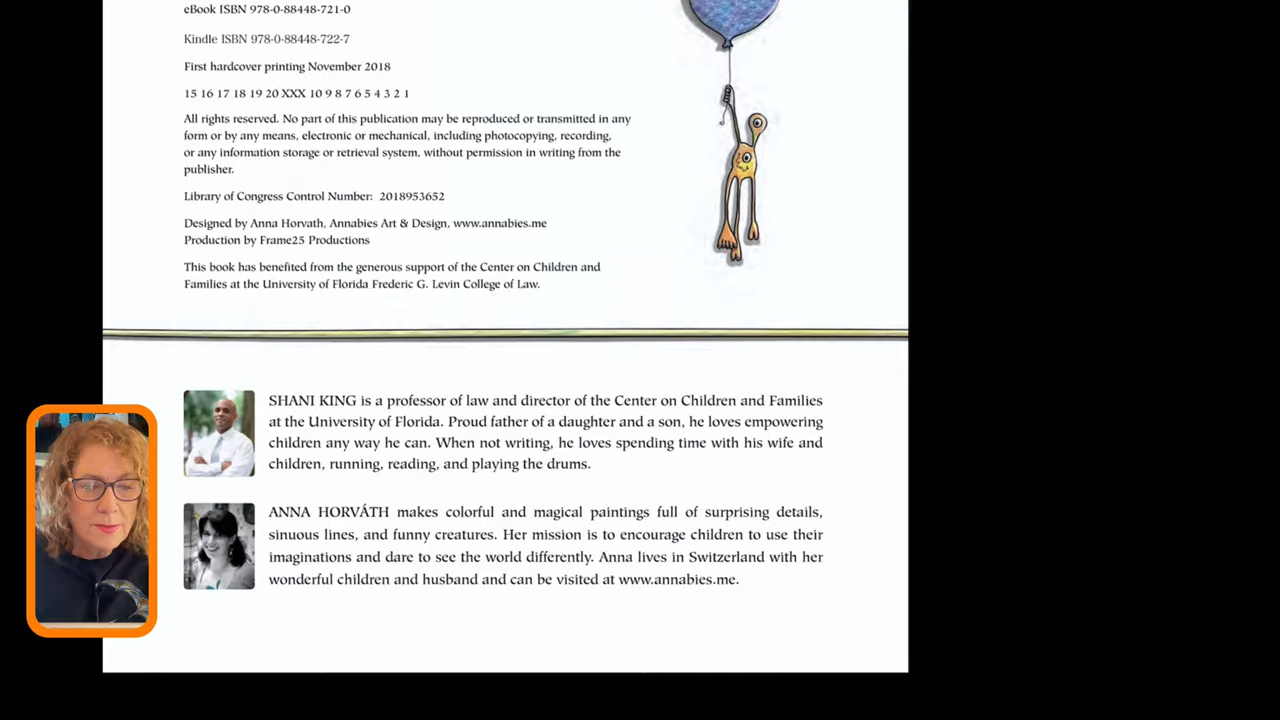 eBook ISBN 978-0-88448-721-0
Kindle ISBN 978-0-88448-722-7
First hardcover printing November 2018
15 16 17 18 19 20 XXX 10 9 8 7 6 5 4 3 2 1
All rights reserved. No part of this publication may be reproduced or transmitted in any
form or by any means, electronic or mechanical, including photocopying, recording,
or any information storage or retrieval system, without permission in writing from the
publisher.
Library of Congress Control Number: 2018953652
Designed by Anna Horvath, Annabies Art & Design, www.annabies.me
Production by Frame25 Productions
This book has benefited from the generous support of the Center on Children and
Families at the University of Florida Frederic G. Levin College of Law.
SHANI KING is a professor of law and director of the Center on Children and Families
at the University of Florida. Proud father of a daughter and a son, he loves empowering
children any way he can. When not writing, he loves spending time with his wife and
children, running, reading, and playing the drums.
ANNA HORVÁTH makes colorful and magical paintings full of surprising details,
sinuous lines, and funny creatures. Her mission is to encourage children to use their
imaginations and dare to see the world differently. Anna lives in Switzerland with her
wonderful children and husband and can be visited at www.annabies.me.